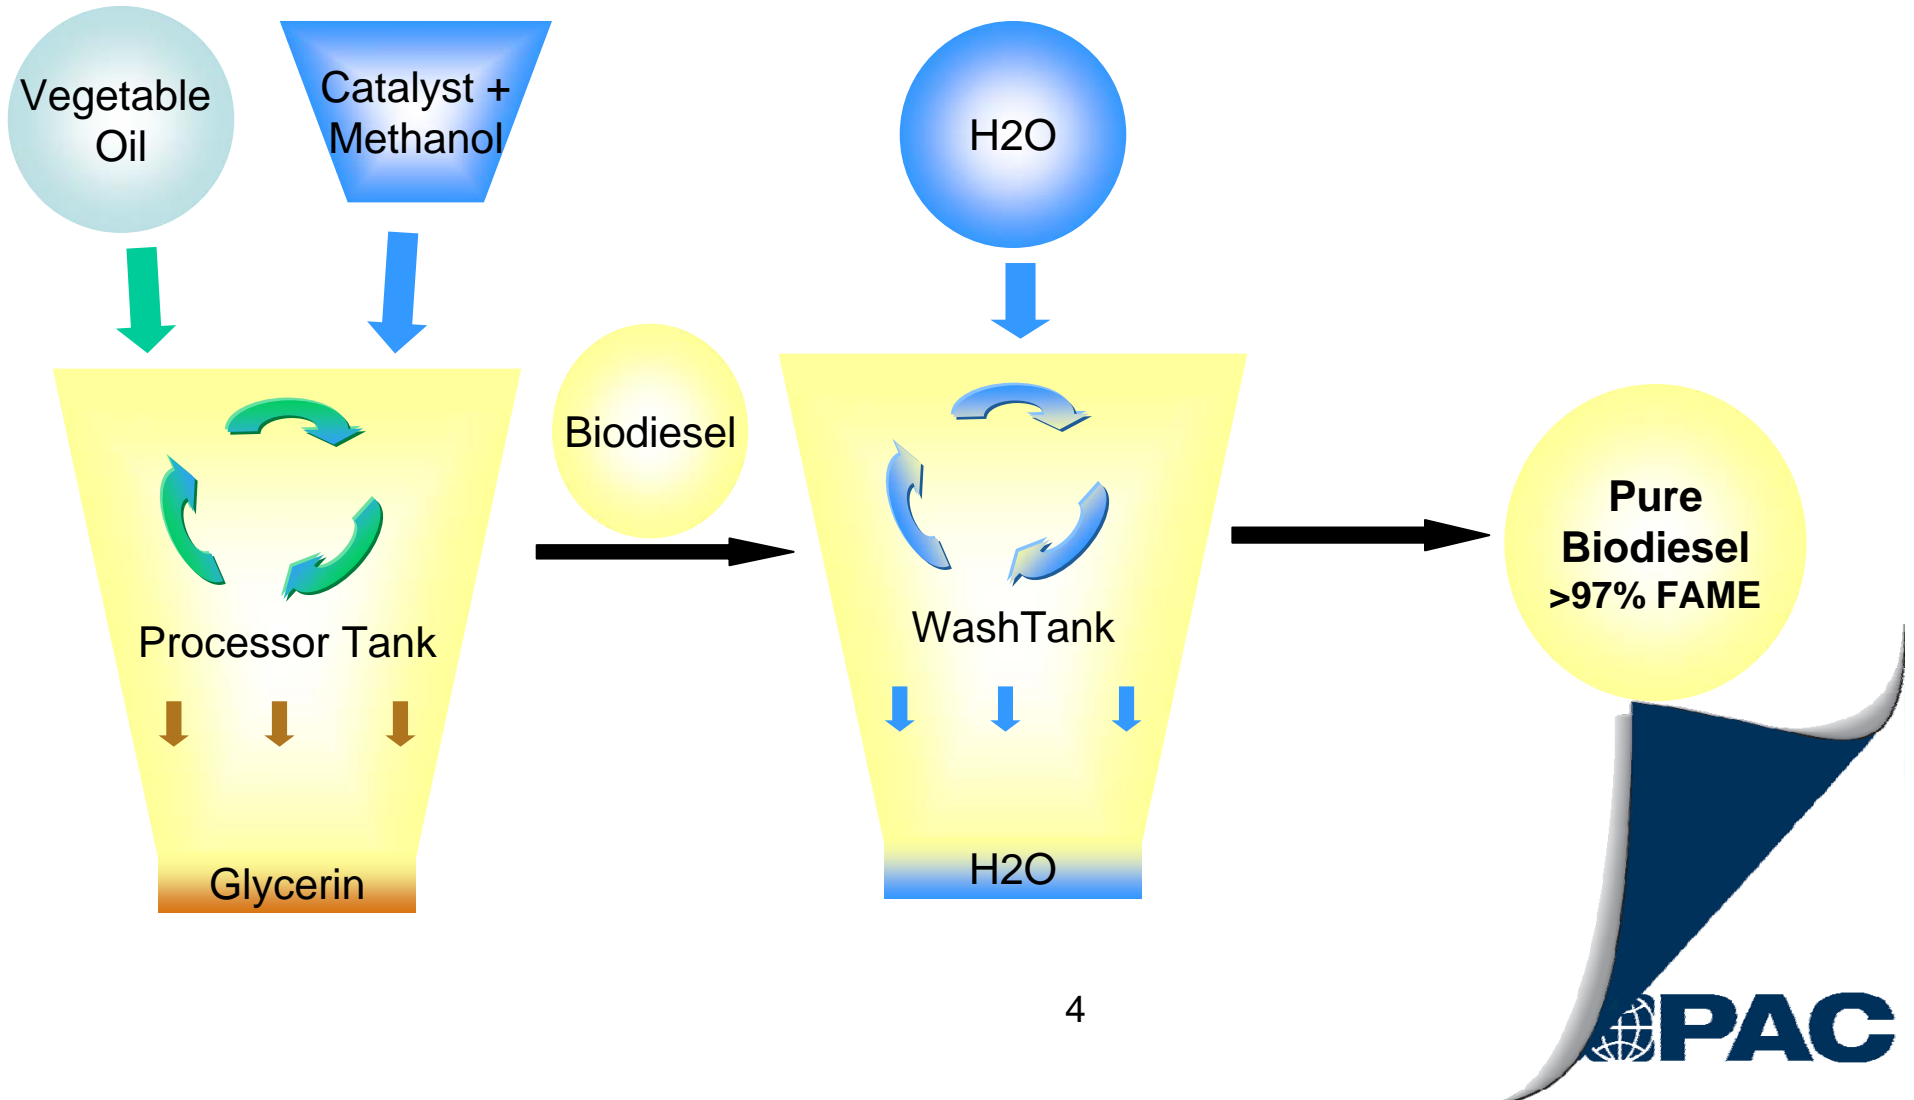 Vegetable
Oil
Catalyst +
Methanol
H2O
Biodiesel
Processor Tank
Glycerin
WashTank
H2O
Pure
Biodiesel
>97% FAME
4
PAC